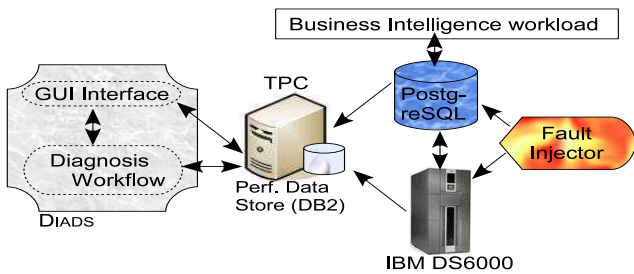 Business Intelligence workload
TPC
GUI Interface
Postg-
reSQL
Fault
Injector
Diagnosis
Workflow
Perf. Data
Store (DB2)
DIADS
IBM DS6000